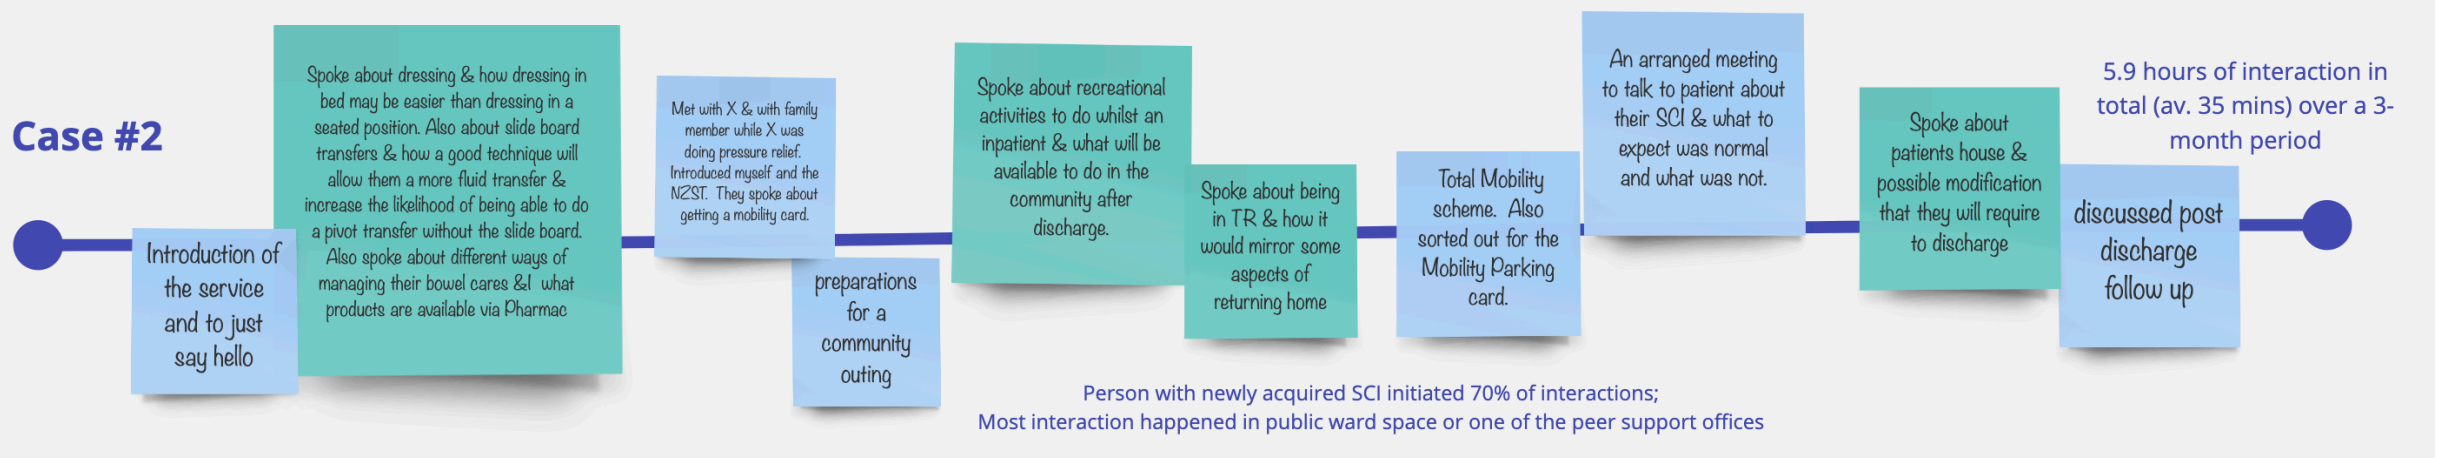 Case #2
Introduction of
the service
and to just
say hello
Spoke about dressing & how dressing in
bed may be easier than dressing in a
seated position. Also about slide board
transfers & how a good technique will
allow them a more fluid transfer &
increase the likelihood of being able to do
a pivot transfer without the slide board.
Also spoke about different ways of
managing their bowel cares &l what
products are available via Pharmac
Met with X & with family
member while X was
doing pressure relief.
Introduced myself and the
NZST. They spoke about
getting a mobility card.
preparations
for a
community
outing
Spoke about recreational
activities to do whilst an
inpatient & what will be
available to do in the
community after
discharge.
Spoke about being
in TR & how it
would mirror some
aspects of
returning home
Total Mobility
scheme. Also
sorted out for the
Mobility Parking
card.
An arranged meeting
to talk to patient about
their SCI & what to
expect was normal
and what was not.
Spoke about
patients house &
possible modification
that they will require
to discharge
discussed post
discharge
follow up
5.9 hours of interaction in
total (av. 35 mins) over a 3-
month period
Person with newly acquired SCI initiated 70% of interactions;
Most interaction happened in public ward space or one of the peer support offices